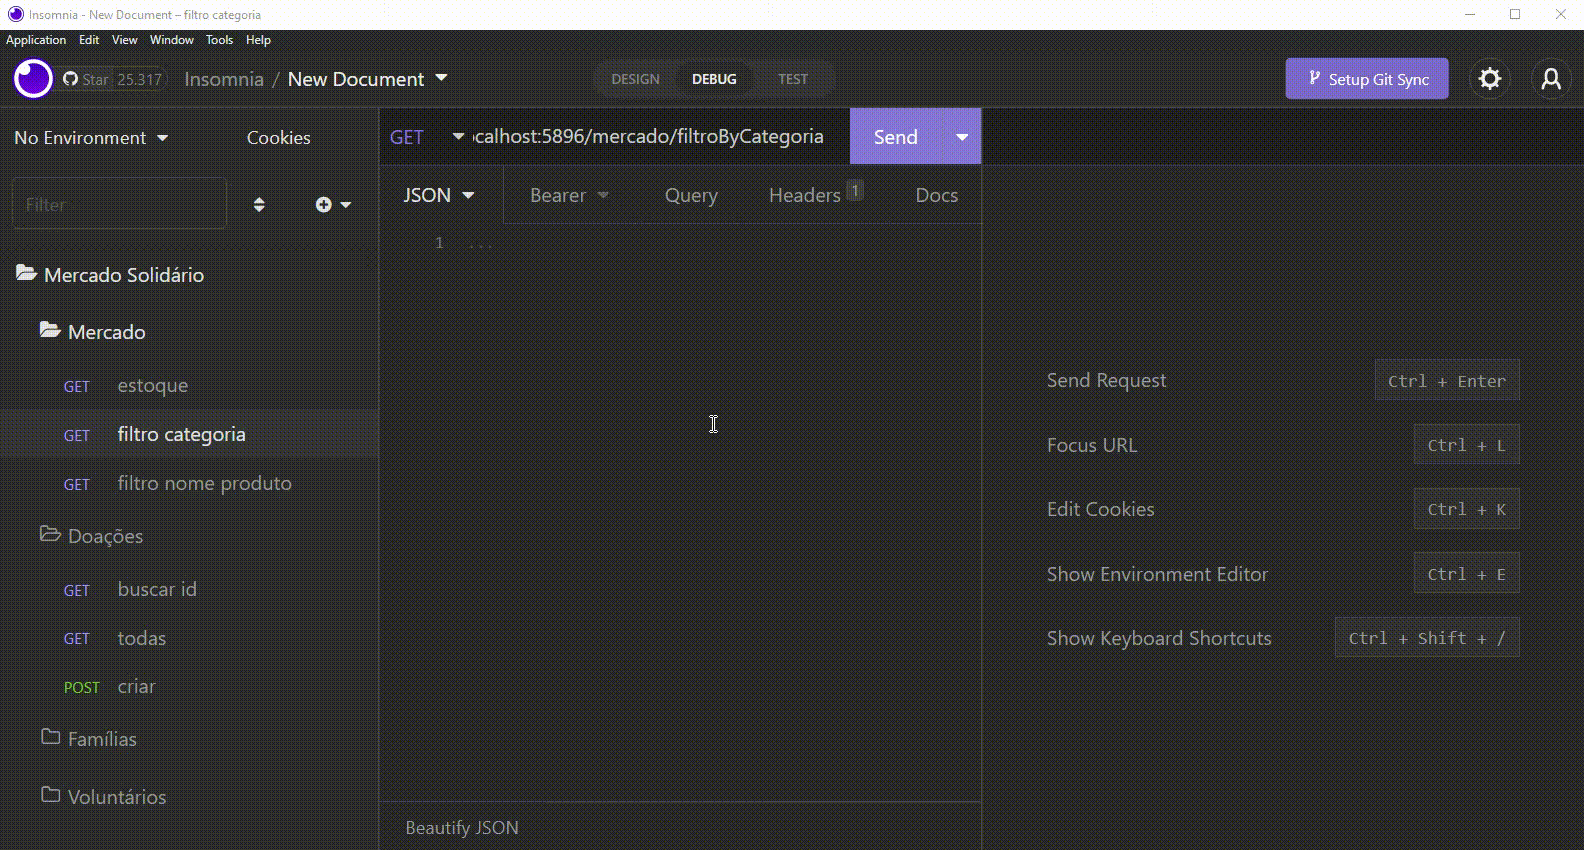 Insomnia - New Document – filtro categoria
Application Edit View Window Tools Help
Star 25.317 Insomnia / New Document DESIGN DEBUG TEST Setup Git Sync
No Environment Cookies
GET ocalhost:5896/mercado/filtroByCategoria Send
Filter
JSON Bearer Query Headers 1 Docs
1 ...
Mercado Solidário
Mercado
GET estoque
GET filtro categoria
GET filtro nome produto
Doações
GET buscar id
GET todas
POST criar
Famílias
Voluntários
Send Request Ctrl + Enter
Focus URL Ctrl + L
Edit Cookies Ctrl + K
Show Environment Editor Ctrl + E
Show Keyboard Shortcuts Ctrl + Shift + /
Beautify JSON